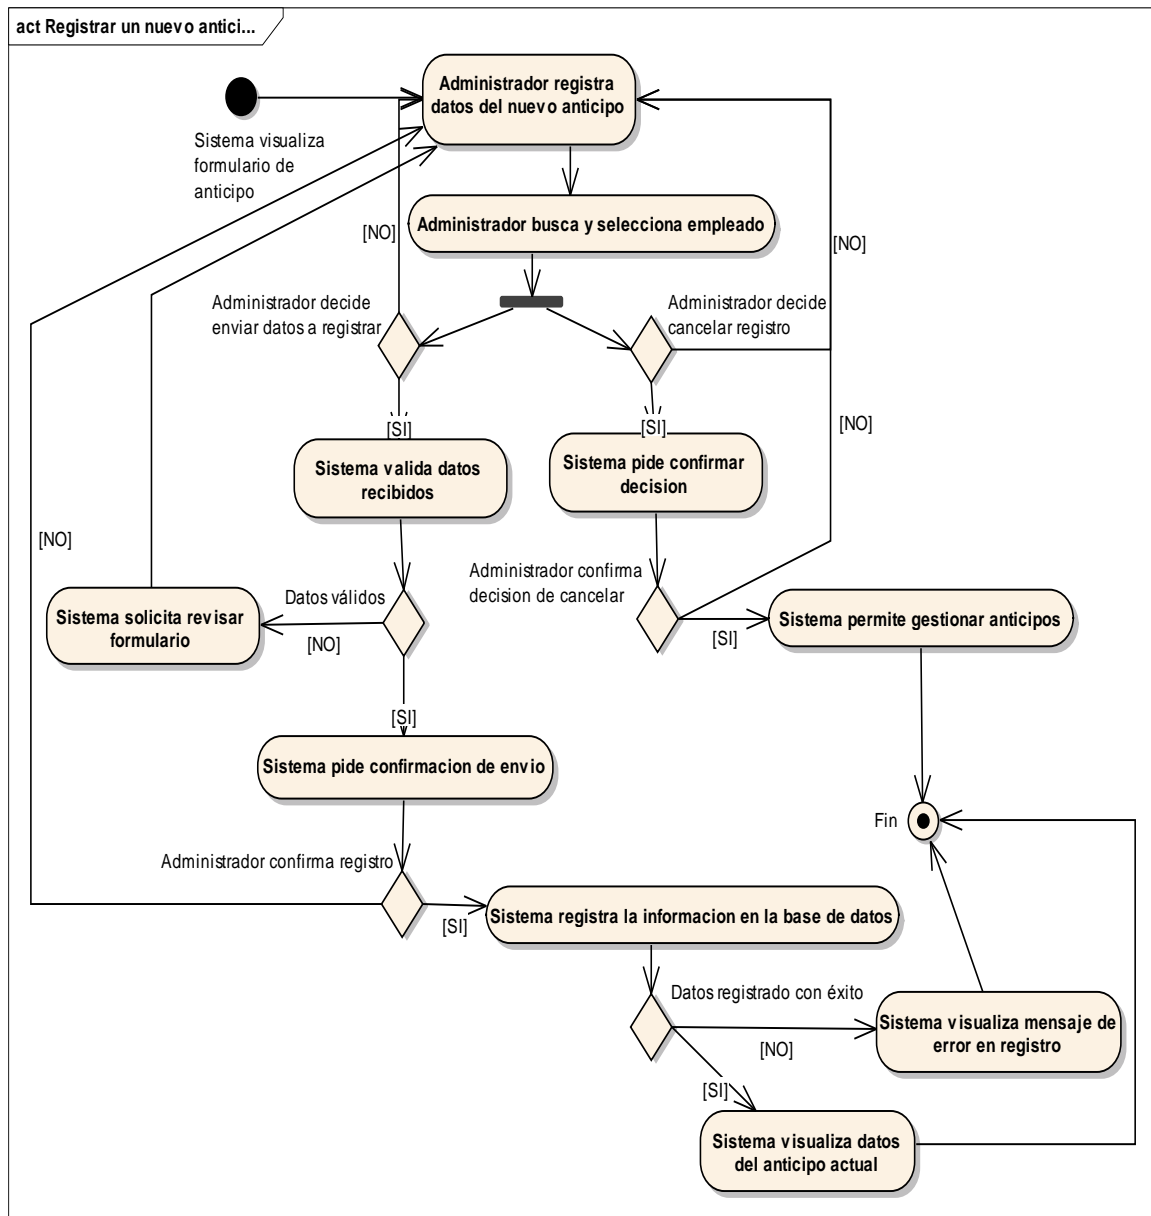 act Registrar un nuevo antici...
Administrador registra
datos del nuevo anticipo
Sistema visualiza
formulario de
anticipo
Administrador busca y selecciona empleado
[NO]
[NO]
Administrador decide
enviar datos a registrar
Administrador decide
cancelar registro
[SI]
[SI]
[NO]
Sistema valida datos
recibidos
Sistema pide confirmar
decision
[NO]
Administrador confirma
decision de cancelar
Datos válidos
Sistema solicita revisar
formulario
[NO]
Sistema permite gestionar anticipos
[SI]
[SI]
Sistema pide confirmacion de envio
Fin
Administrador confirma registro
[SI]
Sistema registra la informacion en la base de datos
Datos registrado con éxito
Sistema visualiza mensaje de
error en registro
[NO]
[SI]
Sistema visualiza datos
del anticipo actual